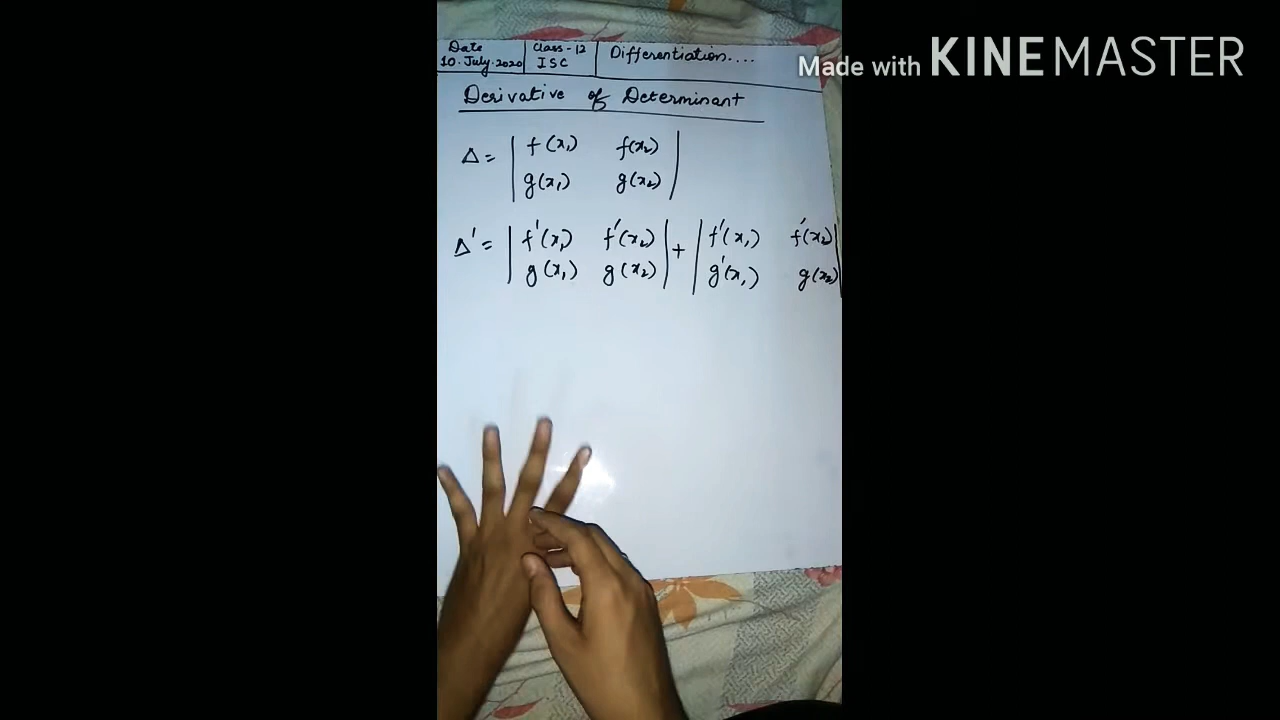 Made with KINEMASTER
Date
10.July.2020
Class-12
ISC
Differentiation....
Derivative of Determinant
Δ = | f(x₁) f(x₂) |
| g(x₁) g(x₂) |
Δ' = | f'(x₁) f'(x₂) | + | f'(x₁) f'(x₂) |
| g(x₁) g(x₂) | | g'(x₁) g(x₂) |